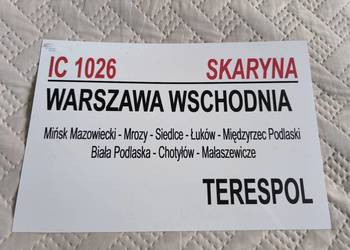 IC 1026 SKARYNA
WARSZAWA WSCHODNIA
Mińsk Mazowiecki - Mrozy - Siedlce - Łuków - Międzyrzec Podlaski
Biała Podlaska - Chotyłów - Małaszewicze
TERESPOL